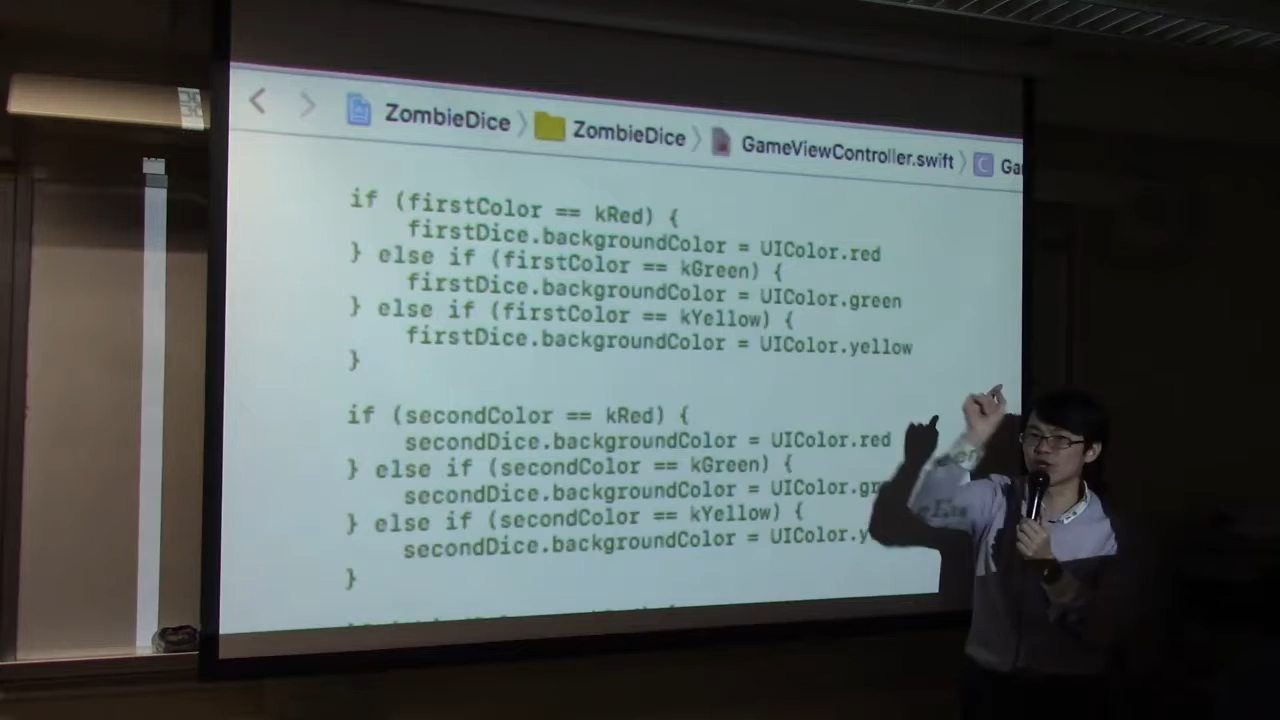 ZombieDice ZombieDice GameViewController.swift C
if (firstColor == kRed) {
firstDice.backgroundColor = UIColor.red
} else if (firstColor == kGreen) {
firstDice.backgroundColor = UIColor.green
} else if (firstColor == kYellow) {
firstDice.backgroundColor = UIColor.yellow
}
if (secondColor == kRed) {
secondDice.backgroundColor = UIColor.red
} else if (secondColor == kGreen) {
secondDice.backgroundColor =
} else if (secondColor == kYellow) {
secondDice.backgroundColor =
}